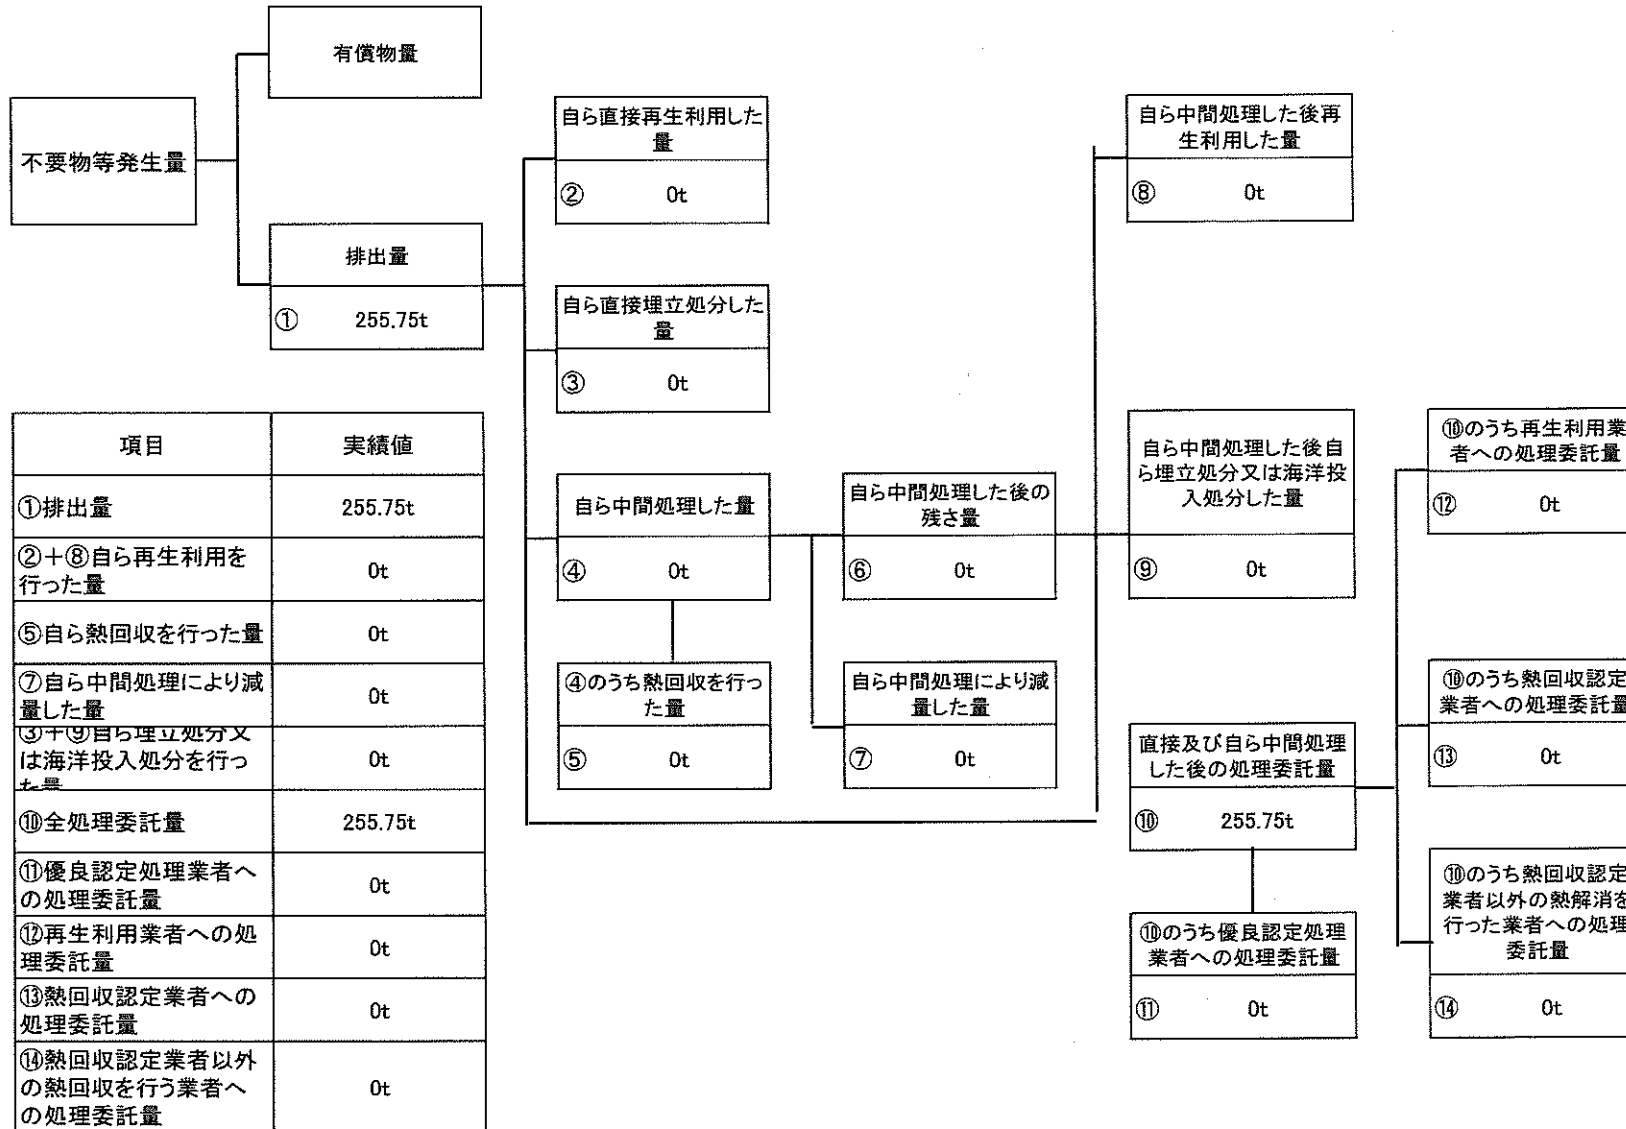 有償物量
不要物等発生量
排出量
① 255.75t
自ら直接再生利用した
量
② 0t
自ら直接埋立処分した
量
③ 0t
自ら中間処理した量
④ 0t
④のうち熱回収を行っ
た量
⑤ 0t
自ら中間処理した後の
残さ量
⑥ 0t
自ら中間処理により減
量した量
⑦ 0t
自ら中間処理した後再
生利用した量
⑧ 0t
自ら中間処理した後自
ら埋立処分又は海洋投
入処分した量
⑨ 0t
直接及び自ら中間処理
した後の処理委託量
⑩ 255.75t
⑩のうち優良認定処理
業者への処理委託量
⑪ 0t
⑩のうち再生利用業
者への処理委託量
⑫ 0t
⑩のうち熱回収認定
業者への処理委託量
⑬ 0t
⑩のうち熱回収認定
業者以外の熱解消を
行った業者への処理
委託量
⑭ 0t
項目 実績値
①排出量 255.75t
②+⑧自ら再生利用を
行った量 0t
⑤自ら熱回収を行った量 0t
⑦自ら中間処理により減
量した量 0t
③+⑨自ら埋立処分又
は海洋投入処分を行っ
た量 0t
⑩全処理委託量 255.75t
⑪優良認定処理業者へ
の処理委託量 0t
⑫再生利用業者への処
理委託量 0t
⑬熱回収認定業者への
処理委託量 0t
⑭熱回収認定業者以外
の熱回収を行う業者へ
の処理委託量 0t